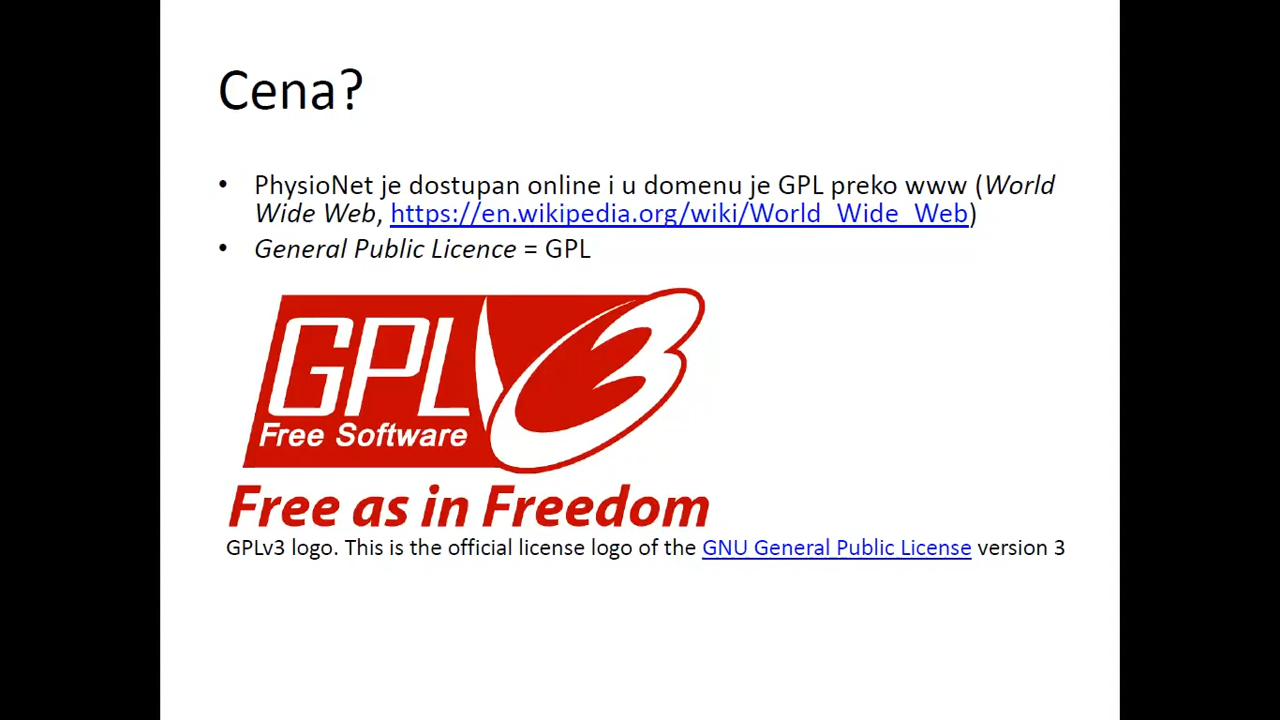 Cena?
• PhysioNet je dostupan online i u domenu je GPL preko www (World
Wide Web, https://en.wikipedia.org/wiki/World_Wide_Web)
• General Public Licence = GPL
GPLv3
Free Software
Free as in Freedom
GPLv3 logo. This is the official license logo of the GNU General Public License version 3